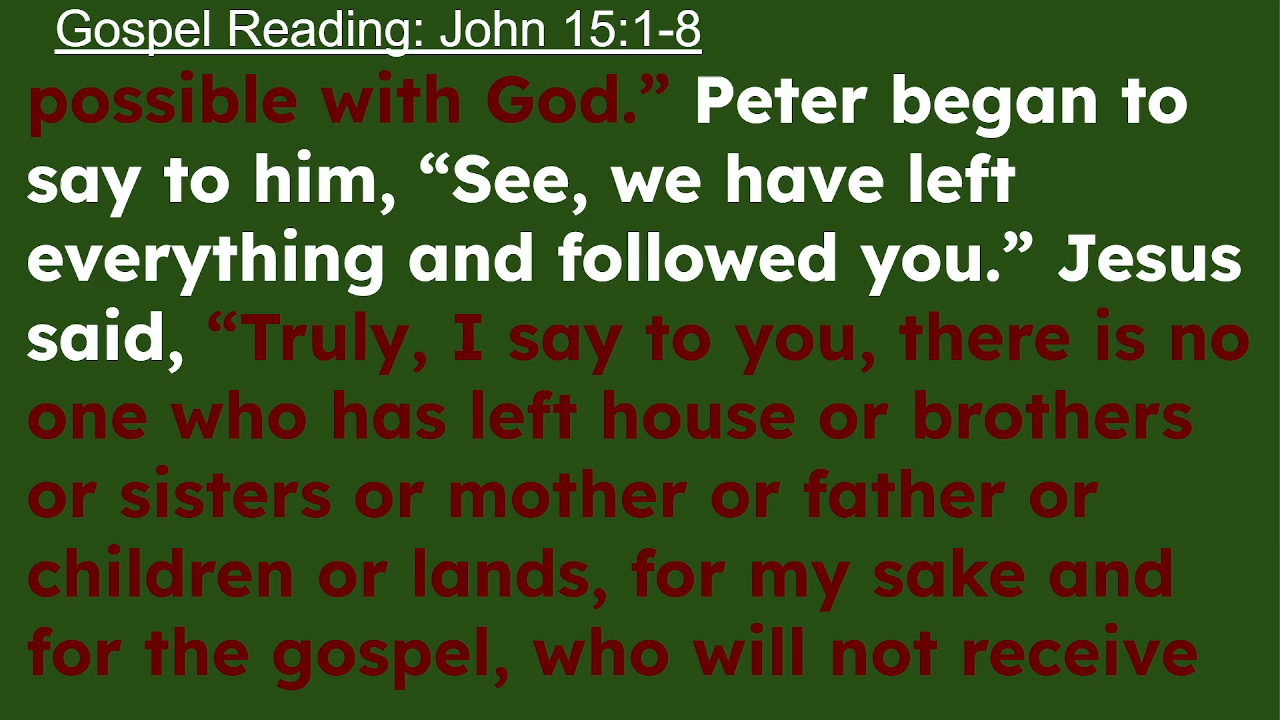 Gospel Reading: John 15:1-8
possible with God.” Peter began to
say to him, “See, we have left
everything and followed you.” Jesus
said, “Truly, I say to you, there is no
one who has left house or brothers
or sisters or mother or father or
children or lands, for my sake and
for the gospel, who will not receive